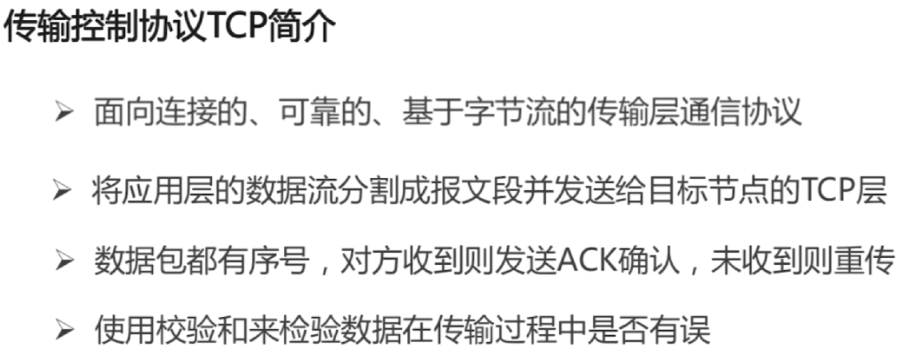 传输控制协议TCP简介
➢ 面向连接的、可靠的、基于字节流的传输层通信协议
➢ 将应用层的数据流分割成报文段并发送给目标节点的TCP层
➢ 数据包都有序号，对方收到则发送ACK确认，未收到则重传
➢ 使用校验和来检验数据在传输过程中是否有误